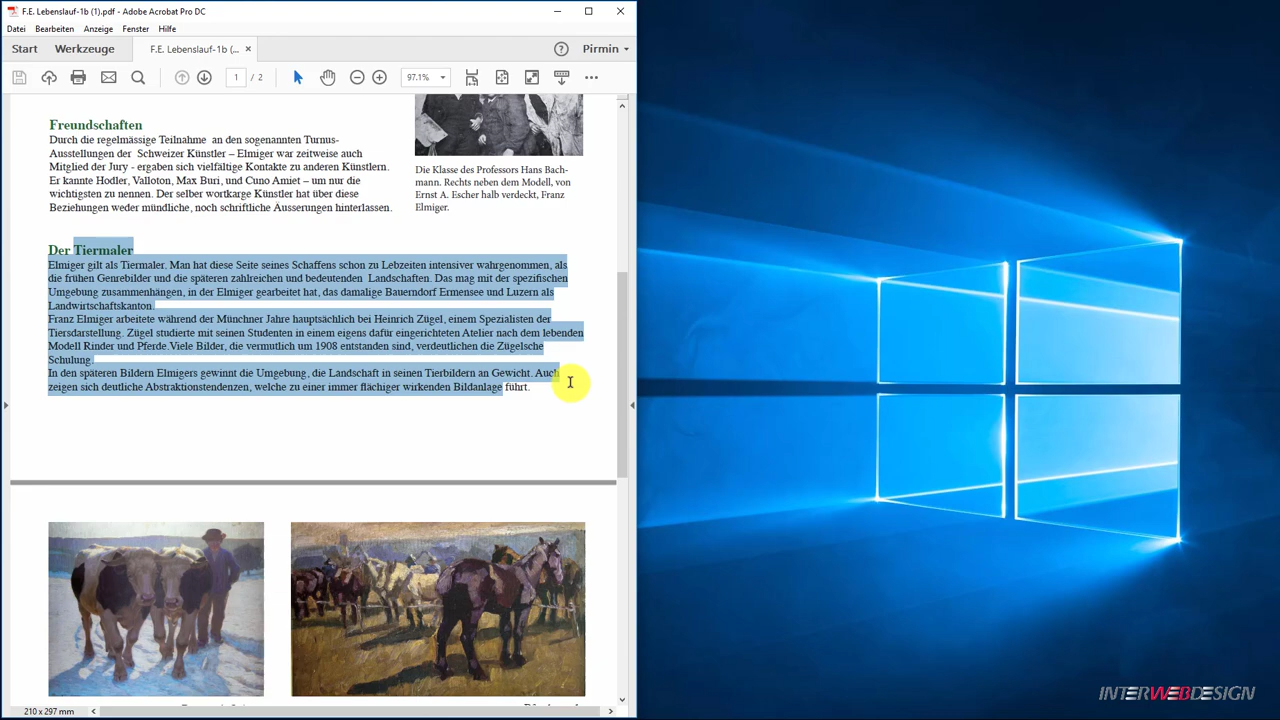 F.E. Lebenslauf-1b (1).pdf - Adobe Acrobat Pro DC
Datei Bearbeiten Anzeige Fenster Hilfe
Start Werkzeuge F.E. Lebenslauf-1b (... × Pirmin
1 / 2 97.1%
Freundschaften
Durch die regelmässige Teilnahme an den sogenannten Turnus-
Ausstellungen der Schweizer Künstler – Elmiger war zeitweise auch
Mitglied der Jury - ergaben sich vielfältige Kontakte zu anderen Künstlern.
Er kannte Hodler, Valloton, Max Buri, und Cuno Amiet – um nur die
wichtigsten zu nennen. Der selber wortkarge Künstler hat über diese
Beziehungen weder mündliche, noch schriftliche Äusserungen hinterlassen.
Die Klasse des Professors Hans Bach-
mann. Rechts neben dem Modell, von
Ernst A. Escher halb verdeckt, Franz
Elmiger.
Der Tiermaler
Elmiger gilt als Tiermaler. Man hat diese Seite seines Schaffens schon zu Lebzeiten intensiver wahrgenommen, als
die frühen Genrebilder und die späteren zahlreichen und bedeutenden Landschaften. Das mag mit der spezifischen
Umgebung zusammenhängen, in der Elmiger gearbeitet hat, das damalige Bauerndorf Ermensee und Luzern als
Landwirtschaftskanton.
Franz Elmiger arbeitete während der Münchner Jahre hauptsächlich bei Heinrich Zügel, einem Spezialisten der
Tiersdarstellung. Zügel studierte mit seinen Studenten in einem eigens dafür eingerichteten Atelier nach dem lebenden
Modell Rinder und Pferde.Viele Bilder, die vermutlich um 1908 entstanden sind, verdeutlichen die Zügelsche
Schulung.
In den späteren Bildern Elmigers gewinnt die Umgebung, die Landschaft in seinen Tierbildern an Gewicht. Auch
zeigen sich deutliche Abstraktionstendenzen, welche zu einer immer flächiger wirkenden Bildanlage führt.
210 x 297 mm
INTERWEBDESIGN